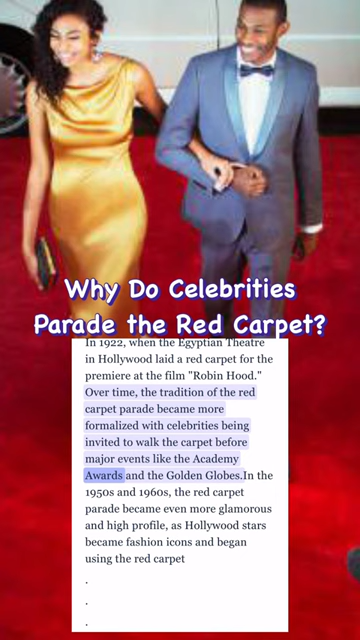 Why Do Celebrities
Parade the Red Carpet?
In 1922, when the Egyptian Theatre
in Hollywood laid a red carpet for the
premiere at the film "Robin Hood."
Over time, the tradition of the red
carpet parade became more
formalized with celebrities being
invited to walk the carpet before
major events like the Academy
Awards and the Golden Globes.In the
1950s and 1960s, the red carpet
parade became even more glamorous
and high profile, as Hollywood stars
became fashion icons and began
using the red carpet
.
.
.